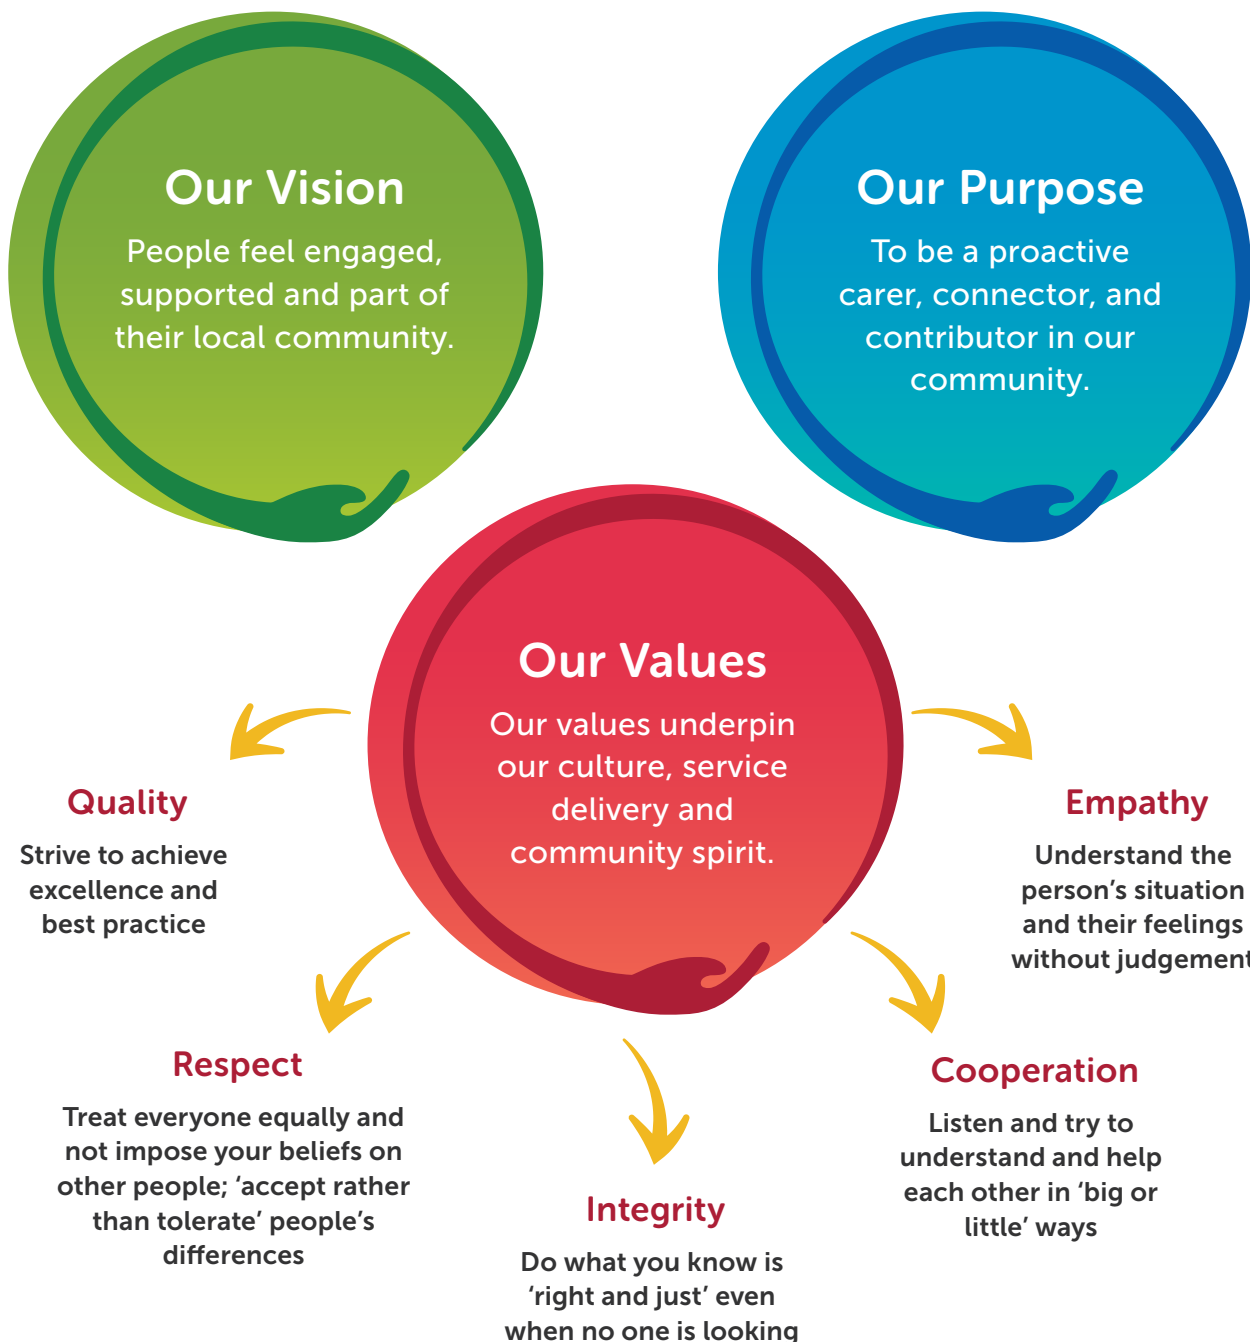 Our Vision
People feel engaged,
supported and part of
their local community.
Our Purpose
To be a proactive
carer, connector, and
contributor in our
community.
Our Values
Our values underpin
our culture, service
delivery and
community spirit.
Quality
Strive to achieve
excellence and
best practice
Empathy
Understand the
person’s situation
and their feelings
without judgement
Respect
Treat everyone equally and
not impose your beliefs on
other people; ‘accept rather
than tolerate’ people’s
differences
Integrity
Do what you know is
‘right and just’ even
when no one is looking
Cooperation
Listen and try to
understand and help
each other in ‘big or
little’ ways